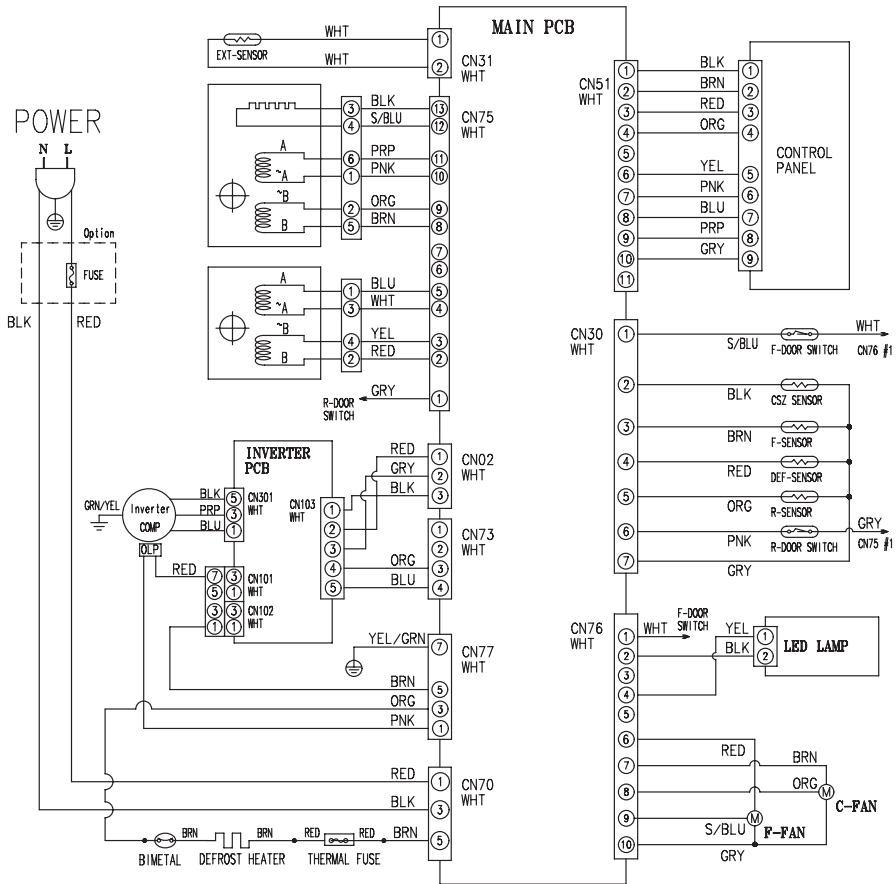 MAIN PCB
WHT
1
EXT-SENSOR
WHT
2
CN31
WHT
3 BLK 13
4 S/BLU 12
CN75
WHT
A
6 PRP 11
~A
1 PNK 10
~B
2 ORG 9
B
5 BRN 8
7
6
A
1 BLU 5
~A
3 WHT 4
~B
4 YEL 3
B
2 RED 2
GRY 1
R-DOOR
SWITCH
POWER
N L
Option
FUSE
BLK
RED
INVERTER
PCB
GRN/YEL
Inverter
COMP
OLP
BLK 5
PRP 3
BLU 1
CN301
WHT
RED
7 3
5 1
CN101
WHT
3 3
1 1
CN102
WHT
CN103
WHT
1
2
3
4
5
RED 1
GRY 2
BLK 3
CN02
WHT
CN73
WHT
1
2
ORG 3
BLU 4
YEL/GRN 7
CN77
WHT
BRN 5
ORG 3
PNK 1
RED 1
CN70
WHT
BLK 3
BRN 5
BRN
BRN
RED
RED
BIMETAL
DEFROST HEATER
THERMAL FUSE
CN51
WHT
1 BLK 1
2 BRN 2
3 RED 3
4 ORG 4
5
6 YEL 5
7 PNK 6
8 BLU 7
9 PRP 8
10 GRY 9
11
CONTROL
PANEL
CN30
WHT
1
S/BLU
F-DOOR SWITCH
WHT
CN76 #1
2
BLK
CSZ SENSOR
3
BRN
F-SENSOR
4
RED
DEF-SENSOR
5
ORG
R-SENSOR
6
PNK
R-DOOR SWITCH
GRY
CN75 #1
7
GRY
CN76
WHT
1 WHT
F-DOOR
SWITCH
2
3
4
5
YEL 1
BLK 2
LED LAMP
6
RED
7
BRN
8
ORG
M
C-FAN
9
S/BLU
M
F-FAN
10
GRY